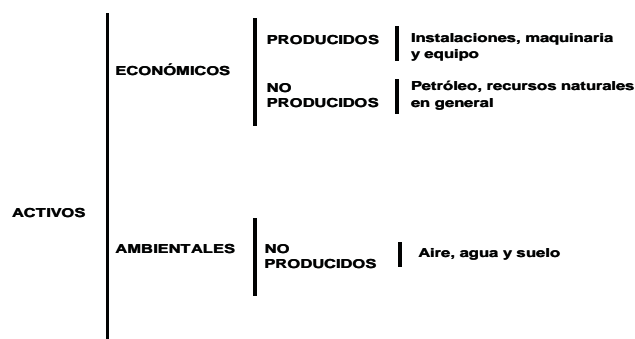 PRODUCIDOS
Instalaciones, maquinaria
y equipo
ECONÓMICOS
NO
PRODUCIDOS
Petróleo, recursos naturales
en general
ACTIVOS
AMBIENTALES
NO
PRODUCIDOS
Aire, agua y suelo